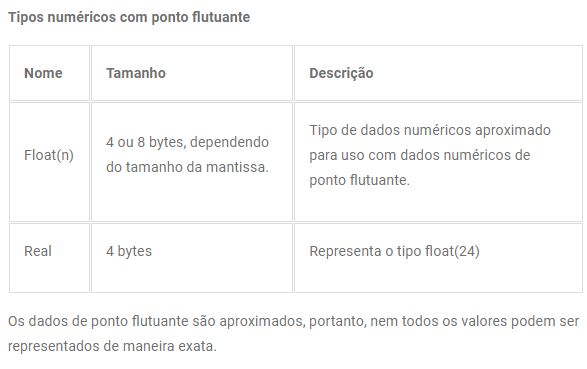 Tipos numéricos com ponto flutuante
Nome Tamanho Descrição
Float(n)
4 ou 8 bytes, dependendo
do tamanho da mantissa.
Tipo de dados numéricos aproximado
para uso com dados numéricos de
ponto flutuante.
Real 4 bytes Representa o tipo float(24)
Os dados de ponto flutuante são aproximados, portanto, nem todos os valores podem ser
representados de maneira exata.